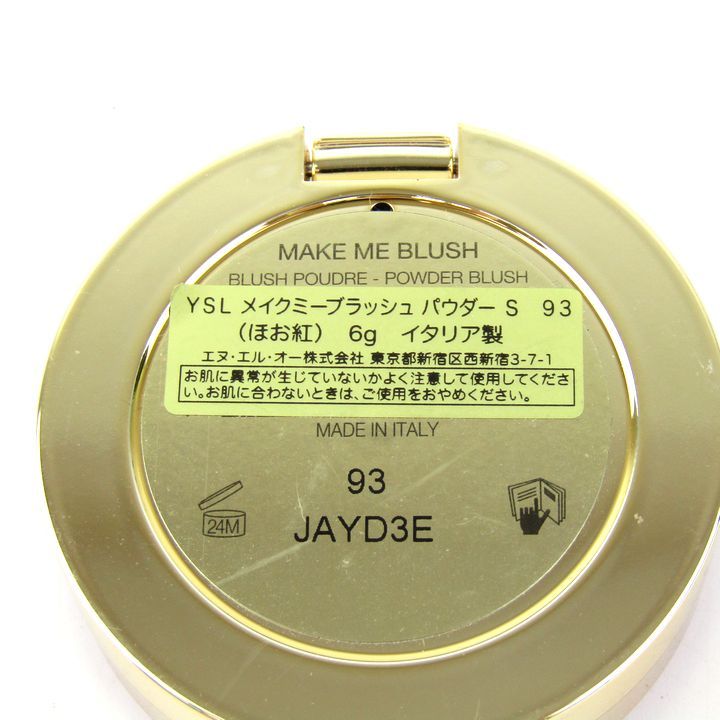 MAKE ME BLUSH
BLUSH POUDRE - POWDER BLUSH
YSL メイクミーブラッシュ パウダー S 93
（ほお紅） 6g イタリア製
エヌ・エル・オー株式会社 東京都新宿区西新宿3-7-1
お肌に異常が生じていないかよく注意して使用してくださ
い。お肌に合わないときは、ご使用をおやめください。
MADE IN ITALY
93
24M
JAYD3E